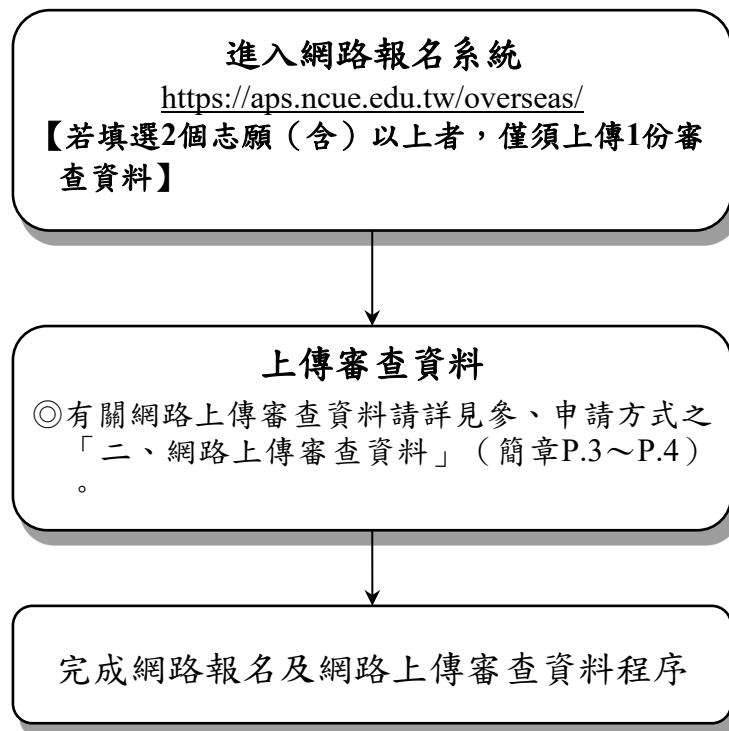 進入網路報名系統
https://aps.ncue.edu.tw/overseas/
【若填選2個志願（含）以上者，僅須上傳1份審
查資料】
上傳審查資料
◎有關網路上傳審查資料請詳見參、申請方式之
「二、網路上傳審查資料」（簡章P.3～P.4）
。
完成網路報名及網路上傳審查資料程序